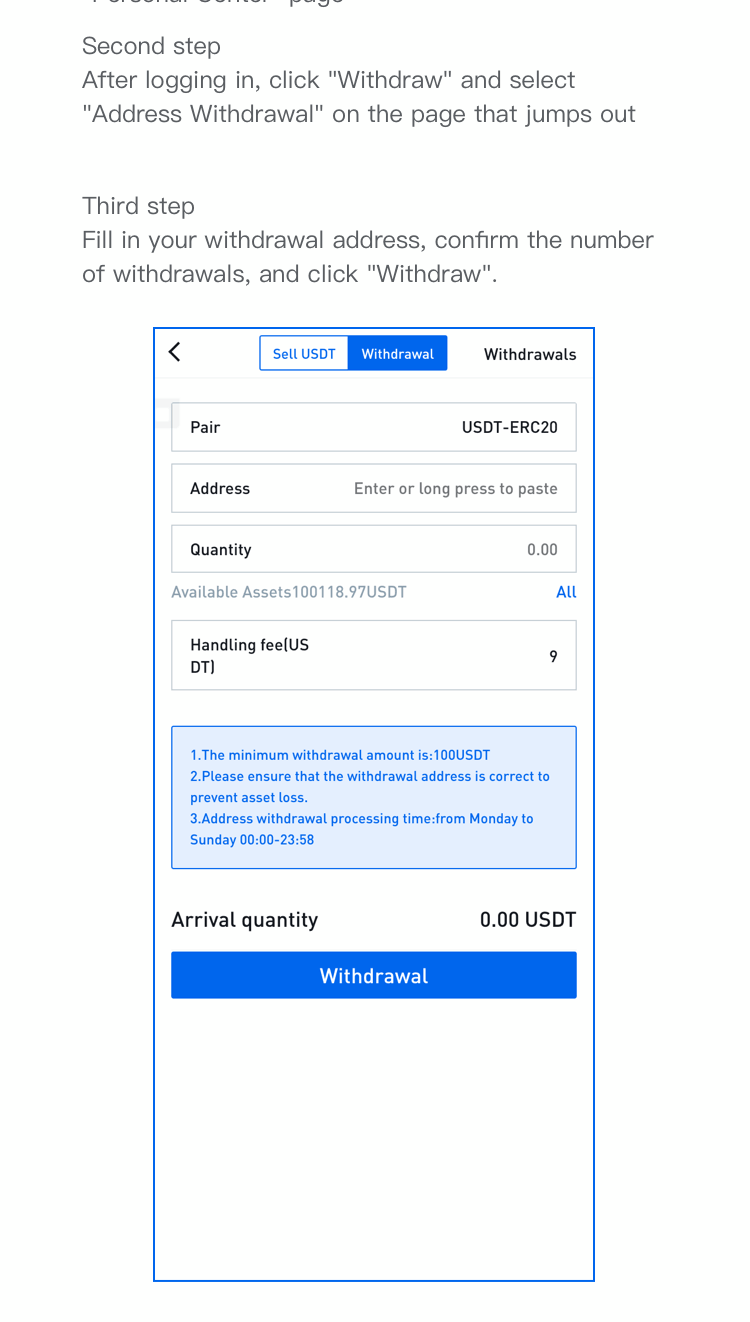 "Personal Center" page
Second step
After logging in, click "Withdraw" and select
"Address Withdrawal" on the page that jumps out
Third step
Fill in your withdrawal address, confirm the number
of withdrawals, and click "Withdraw".
Sell USDT Withdrawal Withdrawals
Pair USDT-ERC20
Address Enter or long press to paste
Quantity 0.00
Available Assets100118.97USDT All
Handling fee(US
DT) 9
1.The minimum withdrawal amount is:100USDT
2.Please ensure that the withdrawal address is correct to
prevent asset loss.
3.Address withdrawal processing time:from Monday to
Sunday 00:00-23:58
Arrival quantity 0.00 USDT
Withdrawal